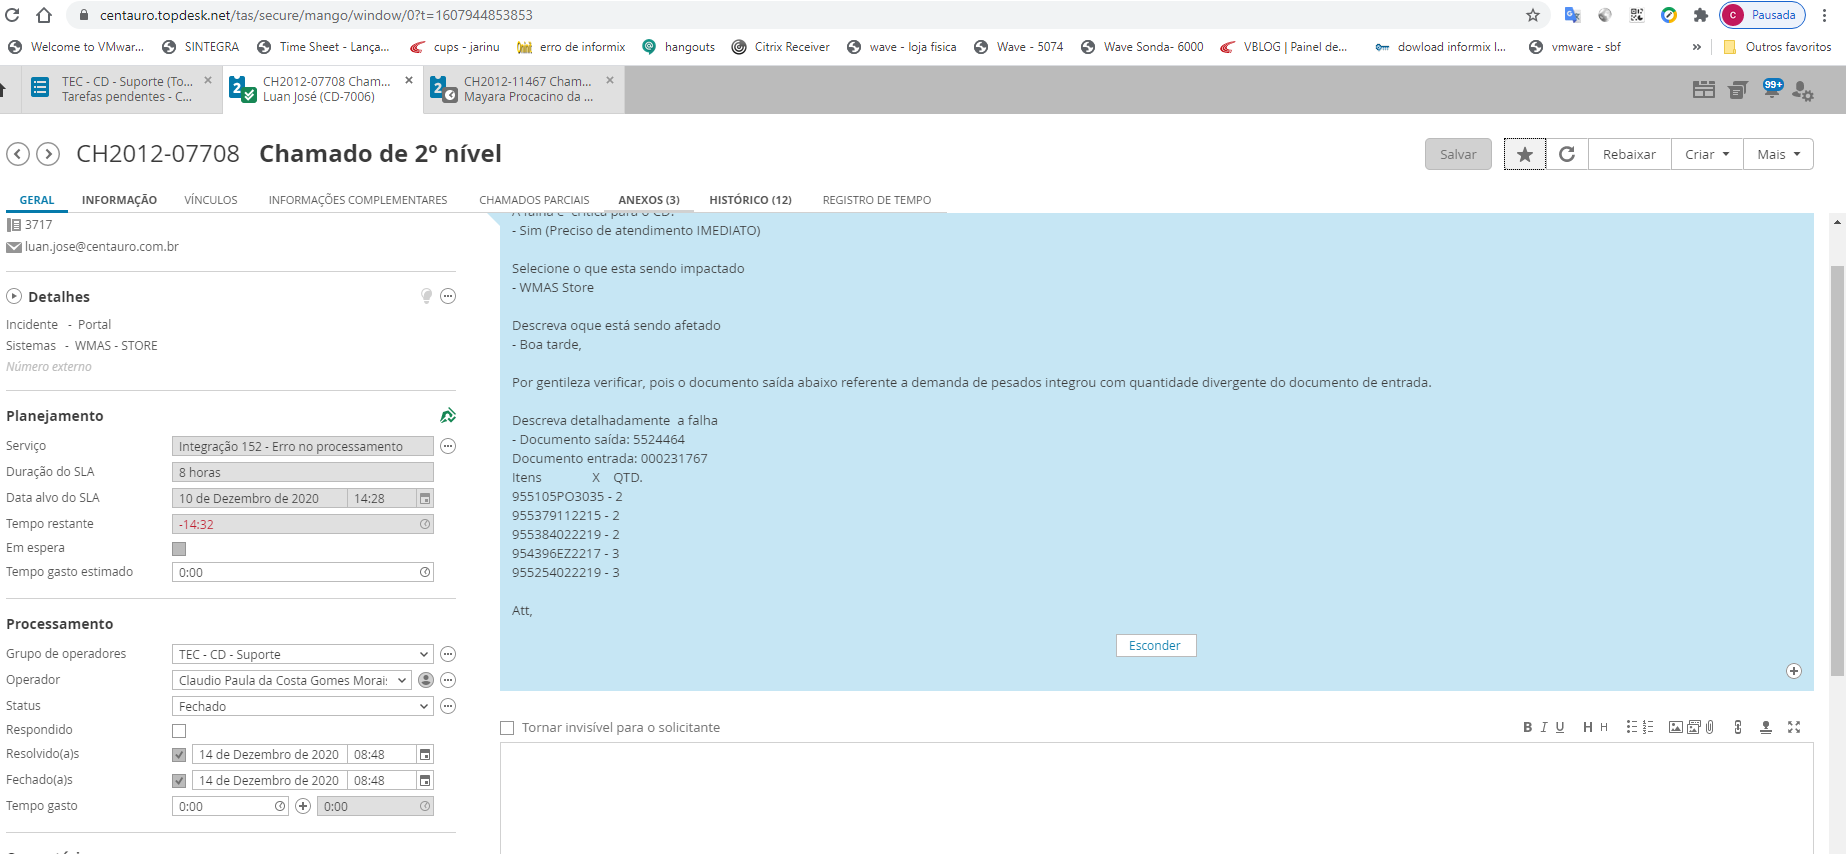 centauro.topdesk.net/tas/secure/mango/window/0?t=1607944853853
c Pausada
Welcome to VMwar... SINTEGRA Time Sheet - Lança... cups - jarinu erro de informix hangouts Citrix Receiver wave - loja fisica Wave - 5074 Wave Sonda- 6000 VBLOG | Painel de... dowload informix I... vmware - sbf » Outros favoritos
TEC - CD - Suporte (To...
Tarefas pendentes - C...
2 CH2012-07708 Cham...
Luan José (CD-7006)
2 CH2012-11467 Cham...
Mayara Procacino da ...
99+
CH2012-07708 Chamado de 2º nível
Salvar Rebaixar Criar Mais
GERAL INFORMAÇÃO VÍNCULOS INFORMAÇÕES COMPLEMENTARES CHAMADOS PARCIAIS ANEXOS (3) HISTÓRICO (12) REGISTRO DE TEMPO
3717
luan.jose@centauro.com.br
Detalhes
Incidente - Portal
Sistemas - WMAS - STORE
Número externo
Planejamento
Serviço Integração 152 - Erro no processamento
Duração do SLA 8 horas
Data alvo do SLA 10 de Dezembro de 2020 14:28
Tempo restante -14:32
Em espera
Tempo gasto estimado 0:00
Processamento
Grupo de operadores TEC - CD - Suporte
Operador Claudio Paula da Costa Gomes Morais
Status Fechado
Respondido
Resolvido(a)s 14 de Dezembro de 2020 08:48
Fechado(a)s 14 de Dezembro de 2020 08:48
Tempo gasto 0:00 0:00
A falha é crítica para o CD?
- Sim (Preciso de atendimento IMEDIATO)
Selecione o que esta sendo impactado
- WMAS Store
Descreva oque está sendo afetado
- Boa tarde,
Por gentileza verificar, pois o documento saída abaixo referente a demanda de pesados integrou com quantidade divergente do documento de entrada.
Descreva detalhadamente a falha
- Documento saída: 5524464
Documento entrada: 000231767
Itens X QTD.
955105PO3035 - 2
955379112215 - 2
955384022219 - 2
954396EZ2217 - 3
955254022219 - 3
Att,
Esconder
Tornar invisível para o solicitante
B I U H H